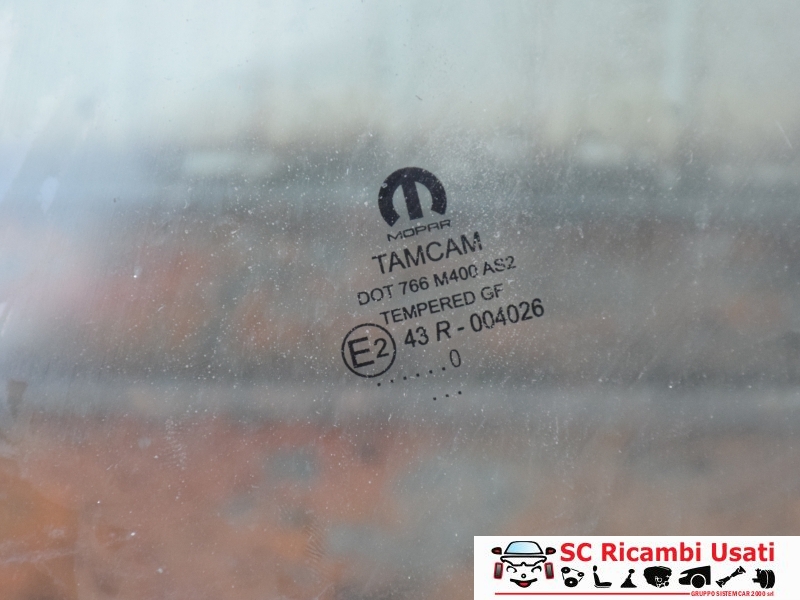 MOPAR
TAMCAM
DOT 766 M400 AS2
TEMPERED GF
E2 43 R - 004026
. . . . . . 0
. . .
SC Ricambi Usati
GRUPPO SISTEMCAR 2000 srl